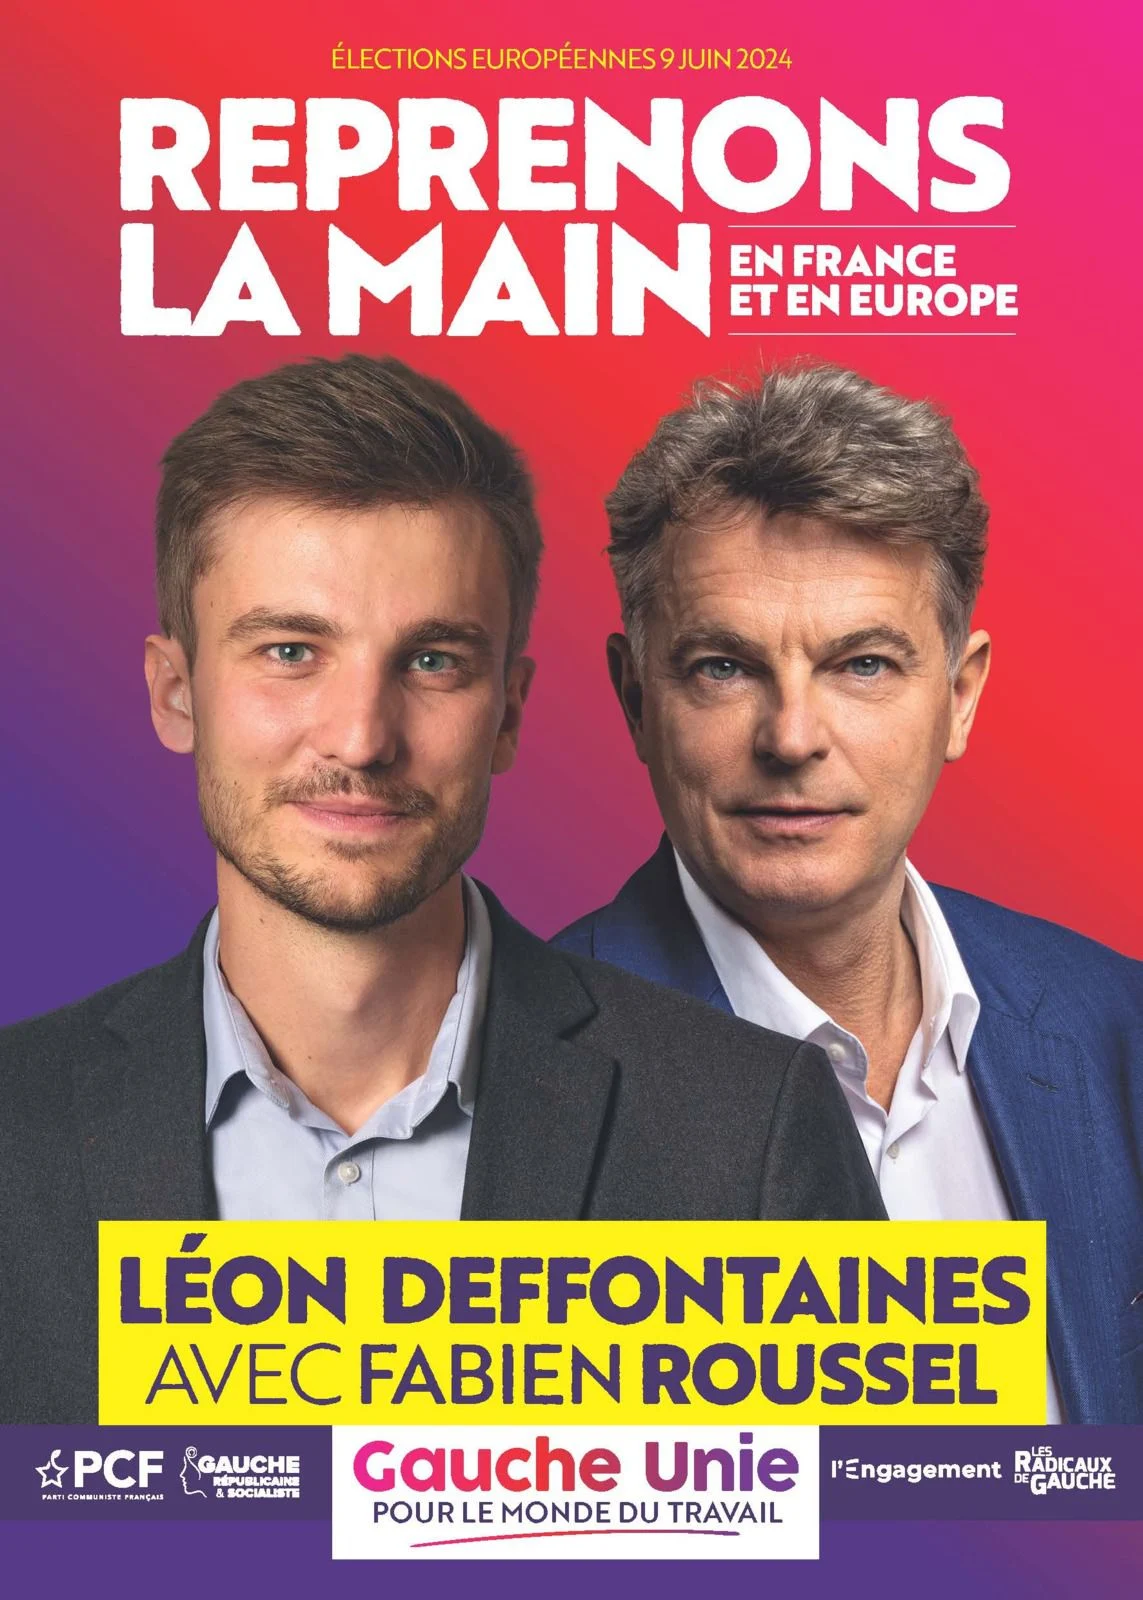 ÉLECTIONS EUROPÉENNES 9 JUIN 2024
REPRENONS
LA MAIN
EN FRANCE
ET EN EUROPE
LÉON DEFFONTAINES
AVEC FABIEN ROUSSEL
PCF
PARTI COMMUNISTE FRANÇAIS
GAUCHE
RÉPUBLICAINE
& SOCIALISTE
Gauche Unie
POUR LE MONDE DU TRAVAIL
l'Engagement
LES
RADICAUX
DE GAUCHE